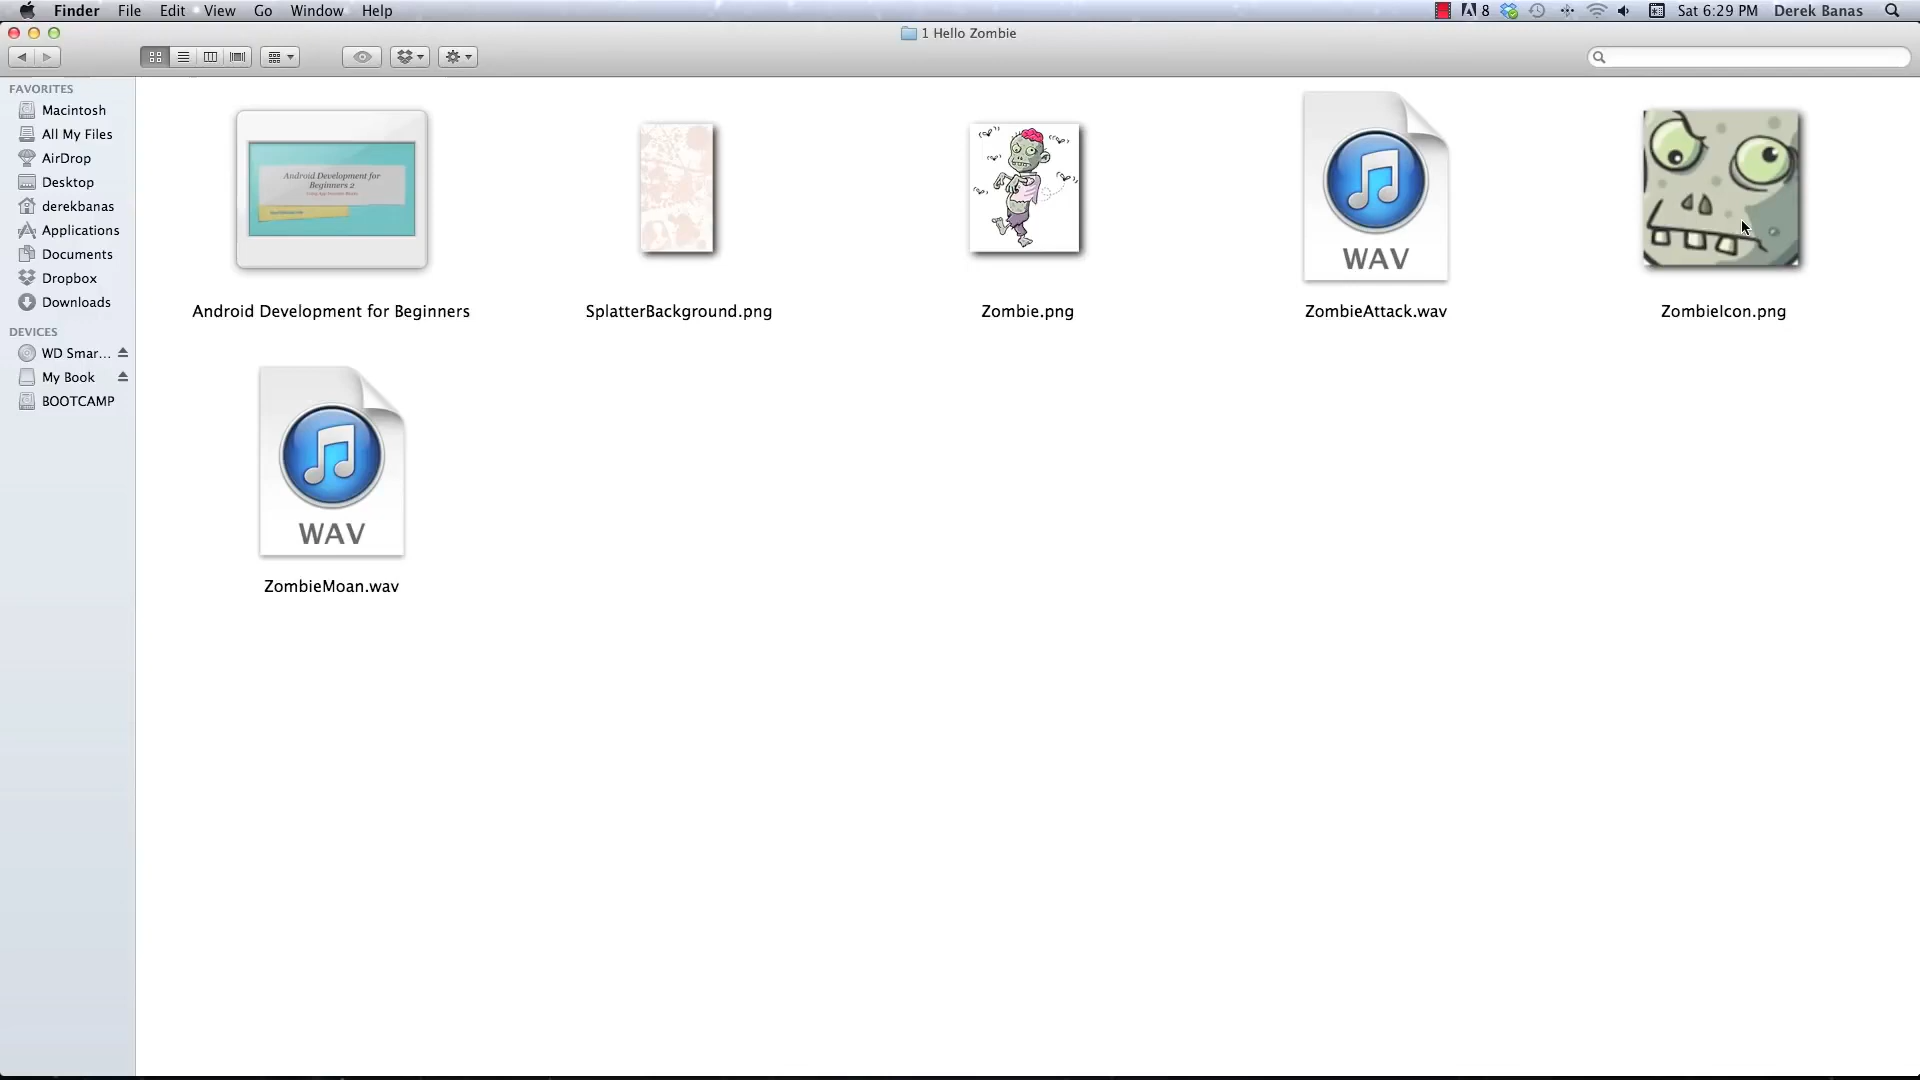 Finder File Edit View Go Window Help 8 Sat 6:29 PM Derek Banas
1 Hello Zombie
FAVORITES
Macintosh
All My Files
AirDrop
Desktop
derekbanas
Applications
Documents
Dropbox
Downloads
DEVICES
WD Smar...
My Book
BOOTCAMP
Android Development for
Beginners 2
Android Development for Beginners
SplatterBackground.png
Zombie.png
WAV
ZombieAttack.wav
ZombieIcon.png
WAV
ZombieMoan.wav